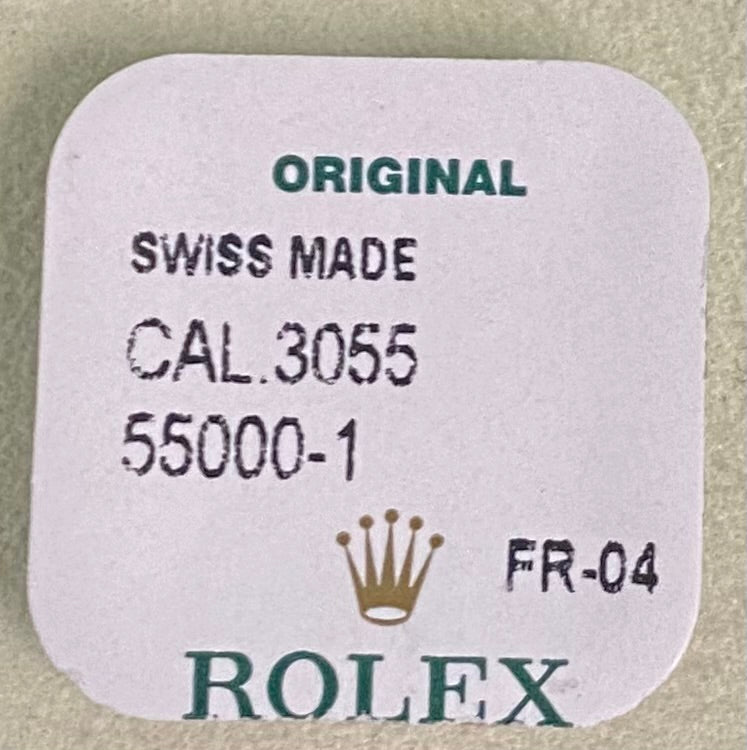 ORIGINAL
SWISS MADE
CAL.3055
55000-1
FR-04
ROLEX